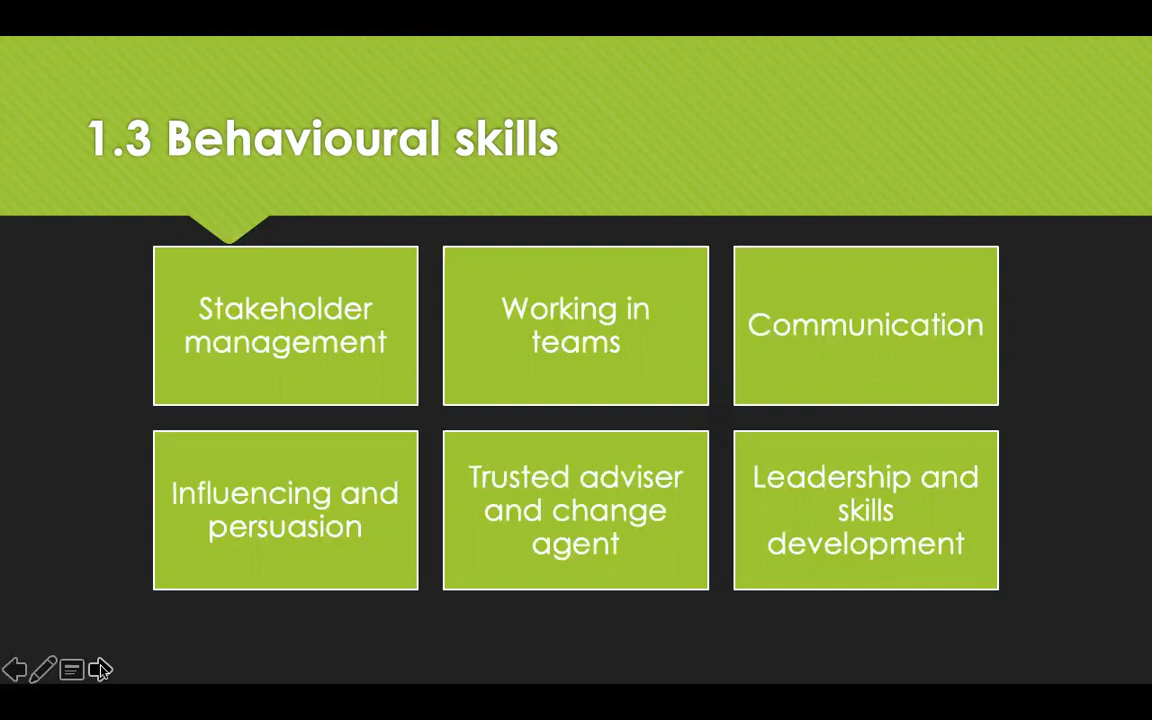 1.3 Behavioural skills
Stakeholder
management
Working in
teams
Communication
Influencing and
persuasion
Trusted adviser
and change
agent
Leadership and
skills
development